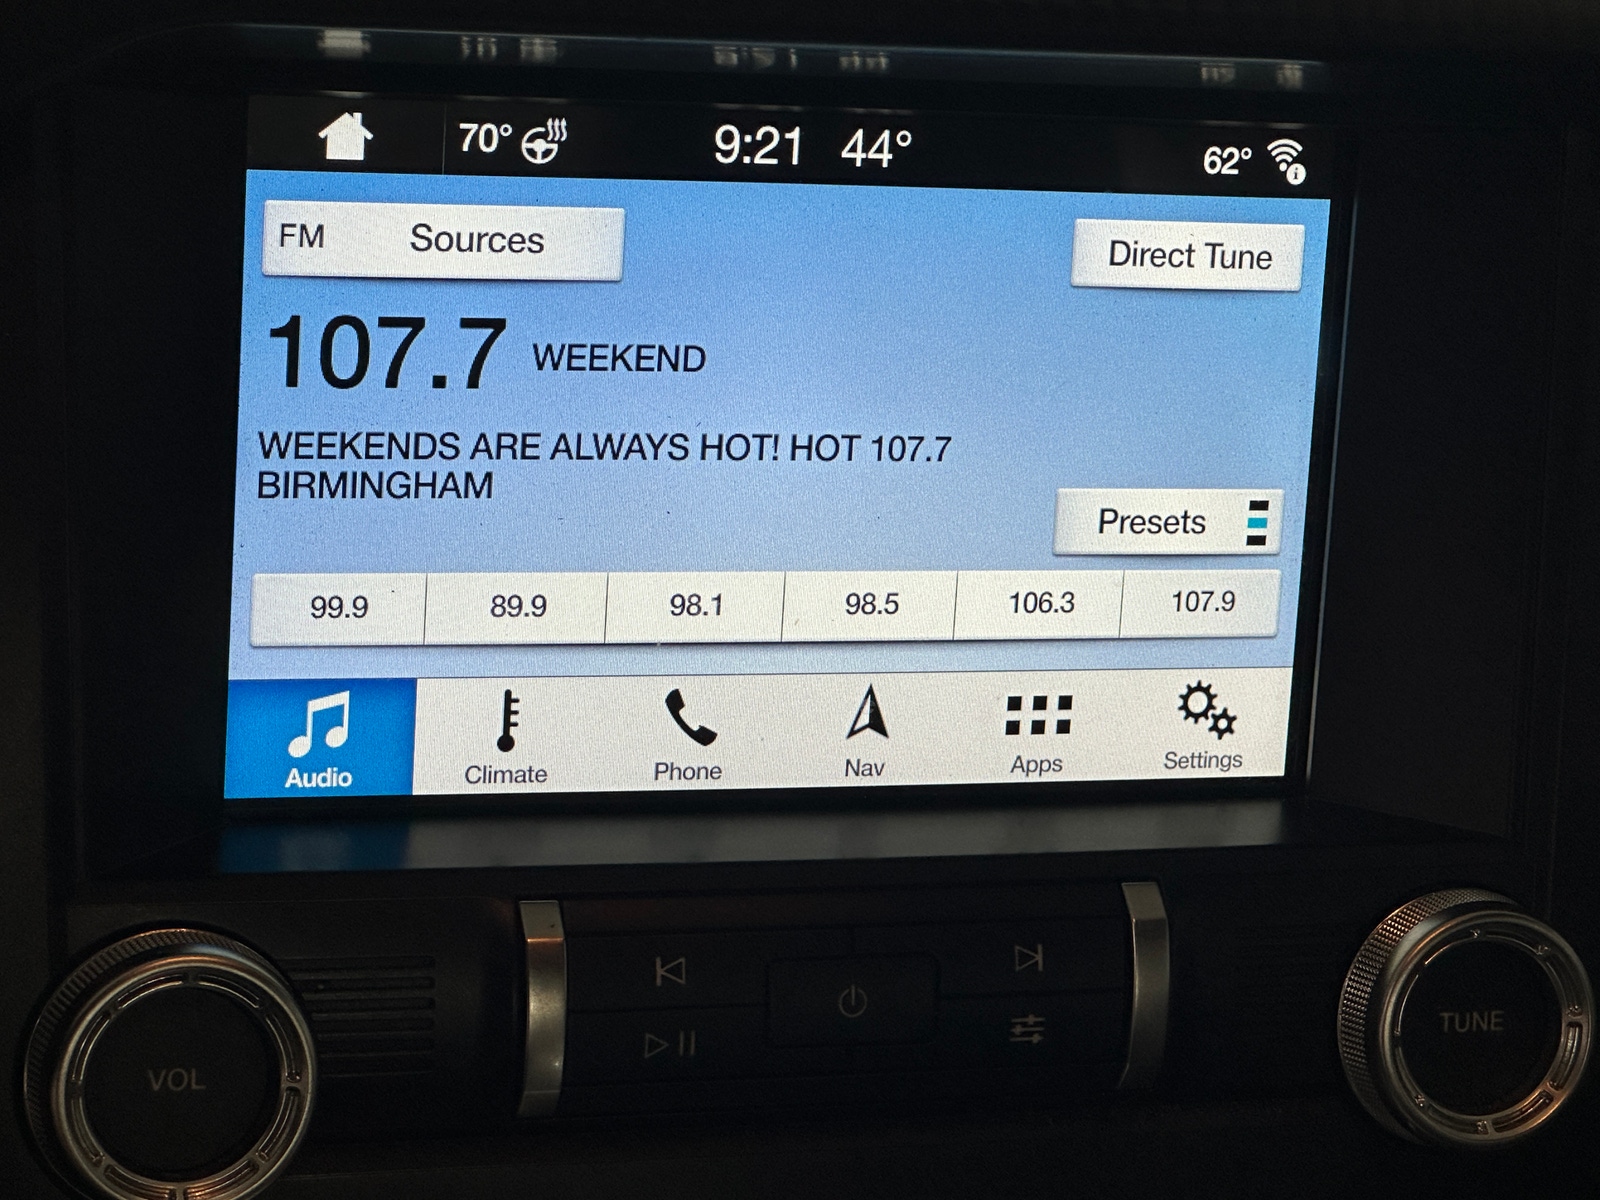 70° 9:21 44° 62°
FM Sources Direct Tune
107.7 WEEKEND
WEEKENDS ARE ALWAYS HOT! HOT 107.7
BIRMINGHAM
Presets
99.9 89.9 98.1 98.5 106.3 107.9
Audio Climate Phone Nav Apps Settings
VOL TUNE